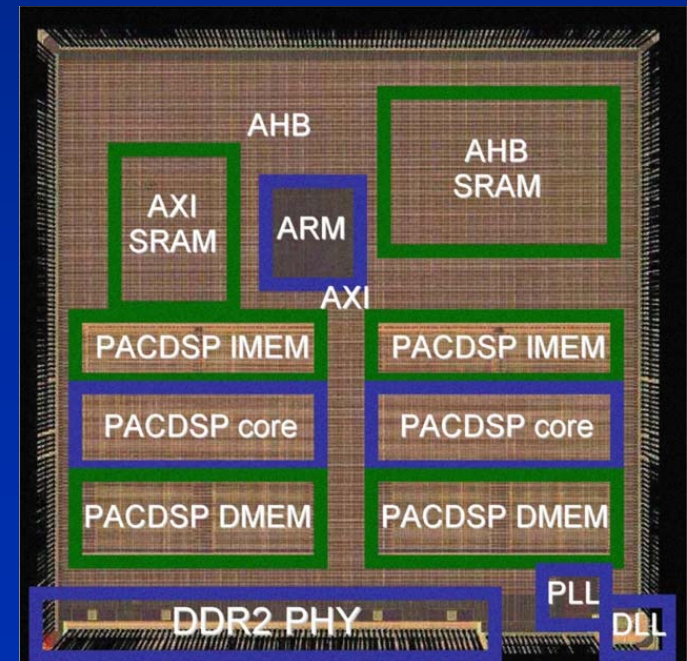 AHB
AHB
SRAM
AXI
SRAM
ARM
AXI
PACDSP IMEM
PACDSP IMEM
PACDSP core
PACDSP core
PACDSP DMEM
PACDSP DMEM
PLL
DDR2 PHY
DLL